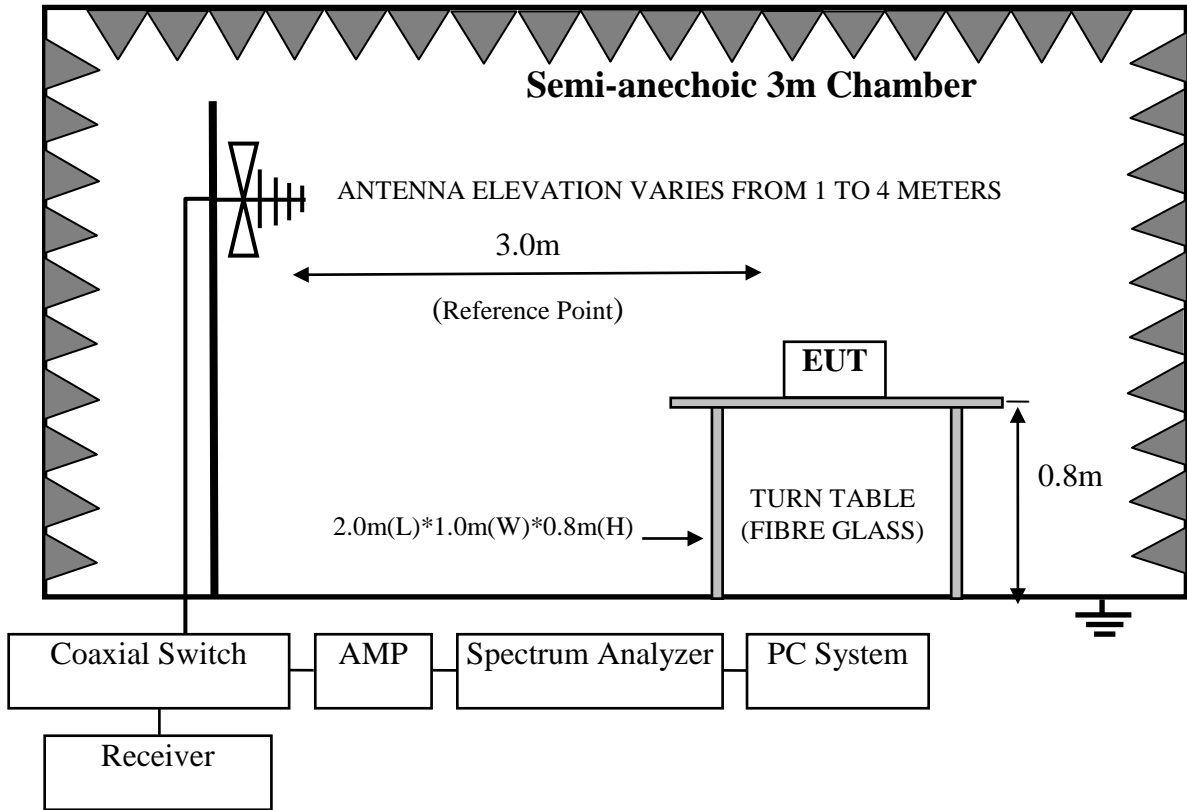 Semi-anechoic 3m Chamber
ANTENNA ELEVATION VARIES FROM 1 TO 4 METERS
3.0m
(Reference Point)
EUT
0.8m
TURN TABLE
(FIBRE GLASS)
2.0m(L)*1.0m(W)*0.8m(H)
Coaxial Switch
AMP
Spectrum Analyzer
PC System
Receiver